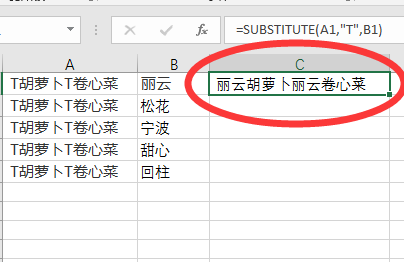 fx =SUBSTITUTE(A1,"T",B1)
A B C
T胡萝卜T卷心菜 丽云 丽云胡萝卜丽云卷心菜
T胡萝卜T卷心菜 松花
T胡萝卜T卷心菜 宁波
T胡萝卜T卷心菜 甜心
T胡萝卜T卷心菜 回柱